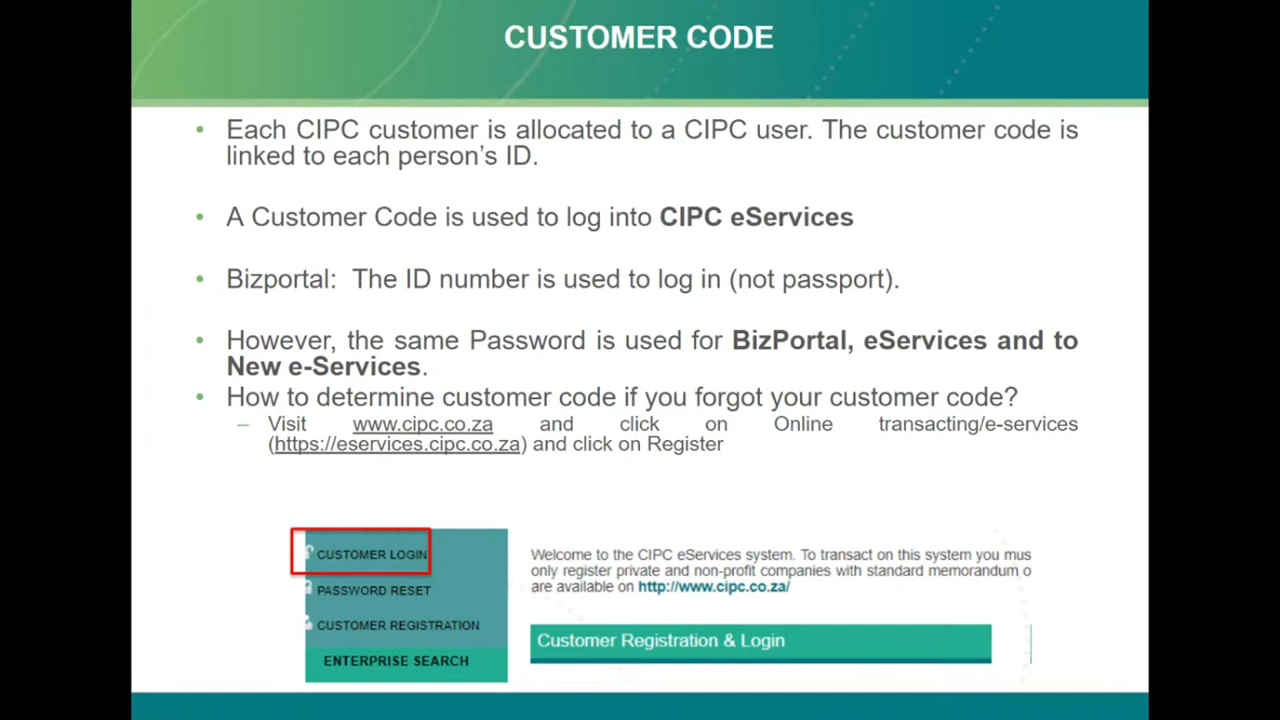 CUSTOMER CODE
• Each CIPC customer is allocated to a CIPC user. The customer code is
linked to each person's ID.
• A Customer Code is used to log into CIPC eServices
• Bizportal: The ID number is used to log in (not passport).
• However, the same Password is used for BizPortal, eServices and to
New e-Services.
• How to determine customer code if you forgot your customer code?
– Visit www.cipc.co.za and click on Online transacting/e-services
(https://eservices.cipc.co.za) and click on Register
CUSTOMER LOGIN
PASSWORD RESET
CUSTOMER REGISTRATION
ENTERPRISE SEARCH
Welcome to the CIPC eServices system. To transact on this system you mus
only register private and non-profit companies with standard memorandum o
are available on http://www.cipc.co.za/
Customer Registration & Login